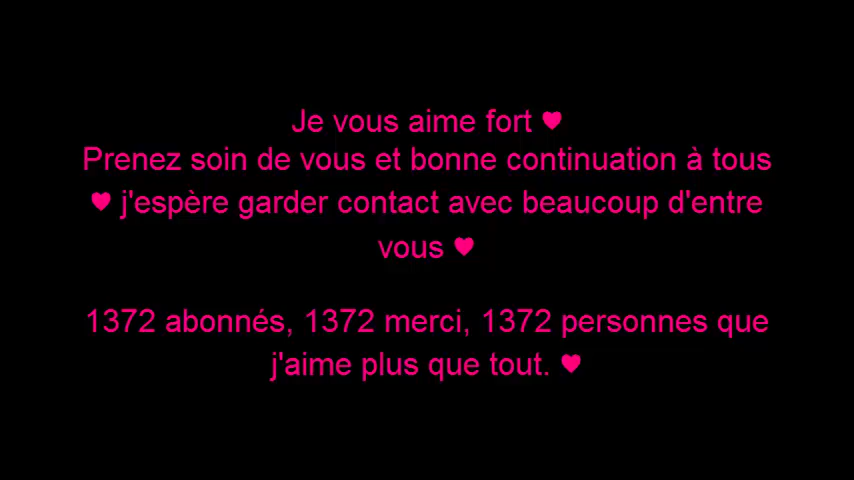 Je vous aime fort ♥
Prenez soin de vous et bonne continuation à tous
♥ j'espère garder contact avec beaucoup d'entre
vous ♥
1372 abonnés, 1372 merci, 1372 personnes que
j'aime plus que tout. ♥